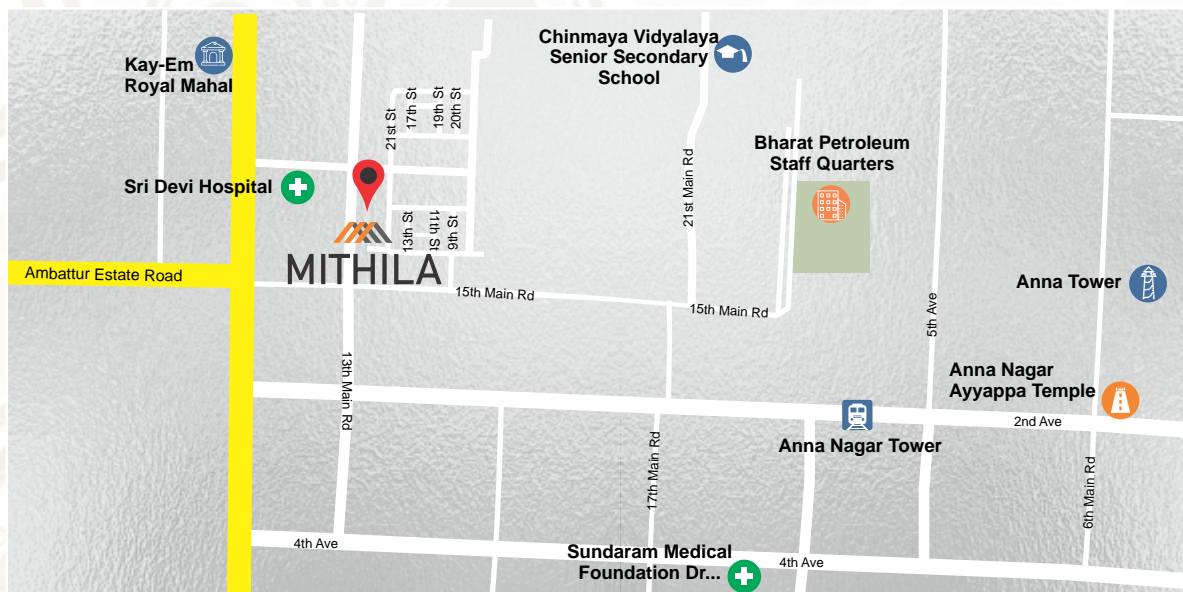 Kay-Em
Royal Mahal
Chinmaya Vidyalaya
Senior Secondary
School
21st St
17th St
19th St
20th St
Bharat Petroleum
Staff Quarters
Sri Devi Hospital
21st Main Rd
13th St
11th St
9th St
MITHILA
Ambattur Estate Road
15th Main Rd
15th Main Rd
Anna Tower
5th Ave
13th Main Rd
Anna Nagar
Ayyappa Temple
2nd Ave
Anna Nagar Tower
17th Main Rd
6th Main Rd
4th Ave
Sundaram Medical
Foundation Dr...
4th Ave